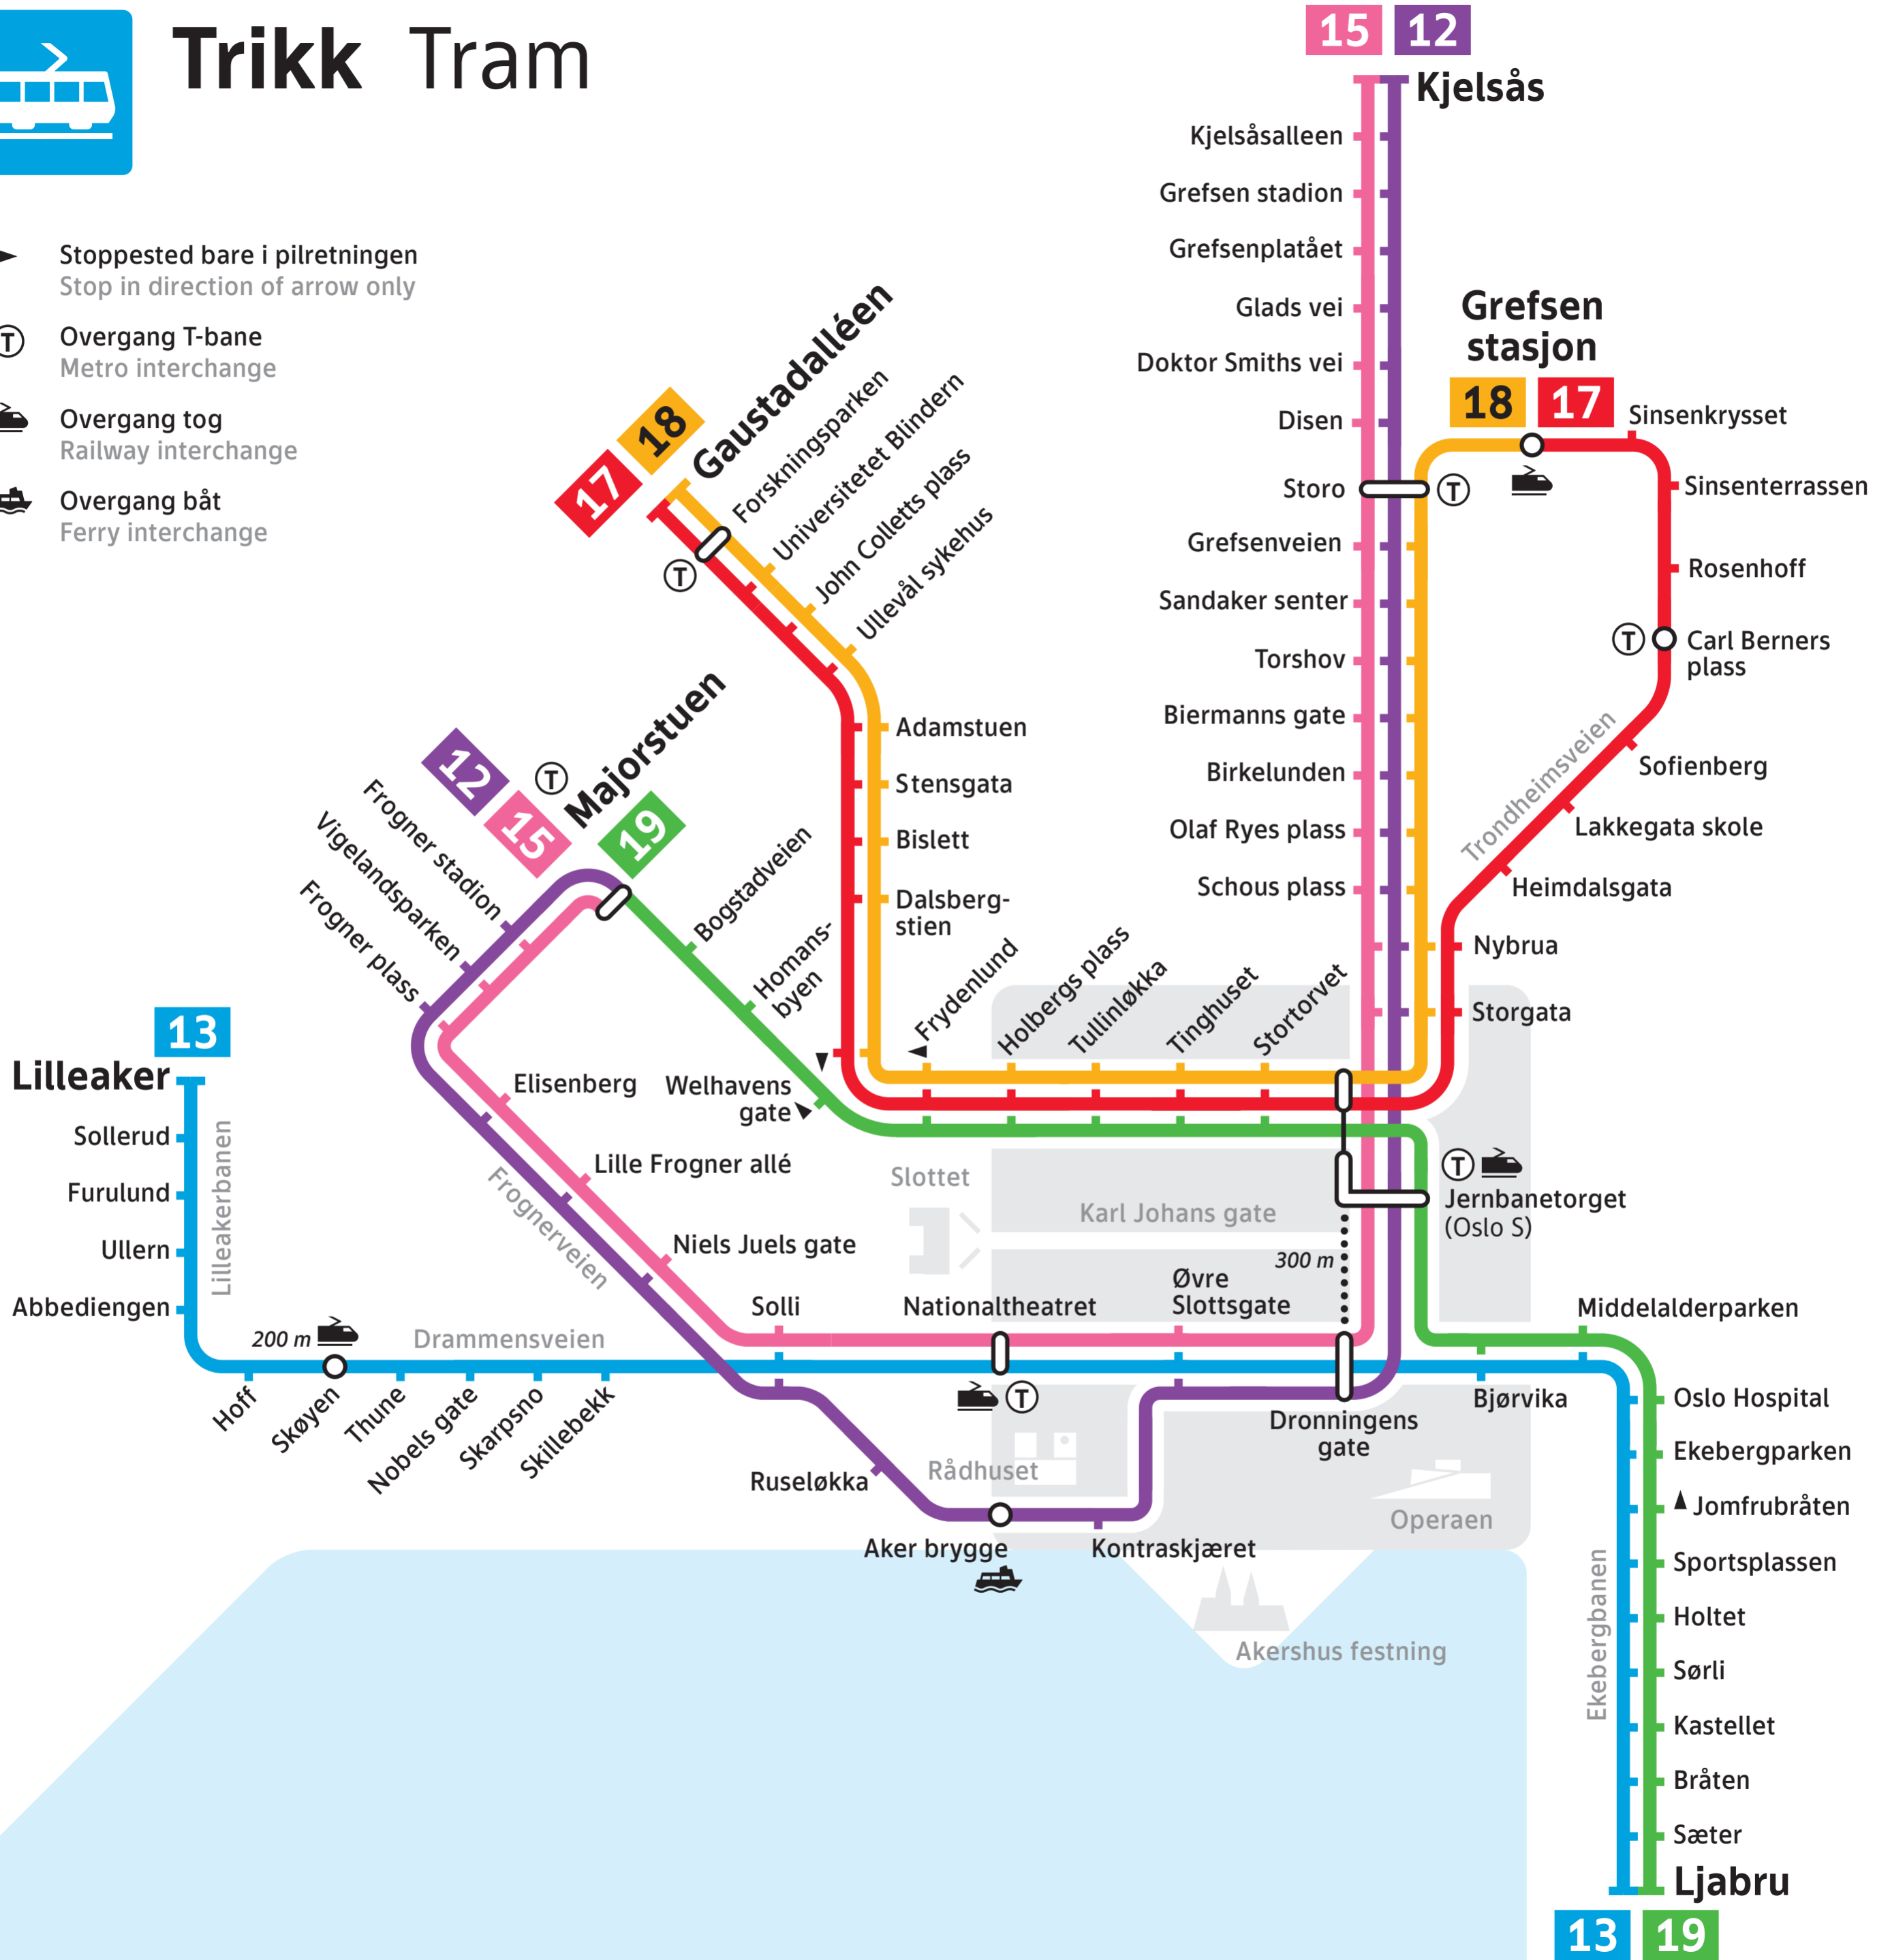 Trikk Tram
Stoppested bare i pilretningen
Stop in direction of arrow only
T
Overgang T-bane
Metro interchange
Overgang tog
Railway interchange
Overgang båt
Ferry interchange
15 12
Kjelsås
Kjelsåsalleen
Grefsen stadion
Grefsenplatået
Glads vei
Doktor Smiths vei
Disen
Storo
T
Grefsenveien
Sandaker senter
Torshov
Biermanns gate
Birkelunden
Olaf Ryes plass
Schous plass
Nybrua
Storgata
Grefsen
stasjon
18 17
Sinsenkrysset
Sinsenterrassen
Rosenhoff
T
Carl Berners
plass
Trondheimsveien
Sofienberg
Lakkegata skole
Heimdalsgata
17 18
Gaustadalléen
T
Forskningsparken
Universitetet Blindern
John Colletts plass
Ullevål sykehus
Adamstuen
Stensgata
Bislett
Dalsberg-
stien
Frydenlund
Holbergs plass
Tullinløkka
Tinghuset
Stortorvet
12 15
T
Majorstuen
19
Frogner stadion
Vigelandsparken
Frogner plass
Bogstadveien
Homans-
byen
Welhavens
gate
Elisenberg
Lille Frogner allé
Niels Juels gate
Frognerveien
Solli
Slottet
Karl Johans gate
Nationaltheatret
T
Øvre
Slottsgate
300 m
T
Jernbanetorget
(Oslo S)
Dronningens
gate
13
Lilleaker
Sollerud
Furulund
Ullern
Abbediengen
Lilleakerbanen
200 m
Drammensveien
Hoff
Skøyen
Thune
Nobels gate
Skarpsno
Skillebekk
Ruseløkka
Rådhuset
Aker brygge
Kontraskjæret
Operaen
Akershus festning
Bjørvika
Middelalderparken
Oslo Hospital
Ekebergparken
Jomfrubråten
Sportsplassen
Holtet
Sørli
Kastellet
Bråten
Sæter
Ljabru
Ekebergbanen
13 19